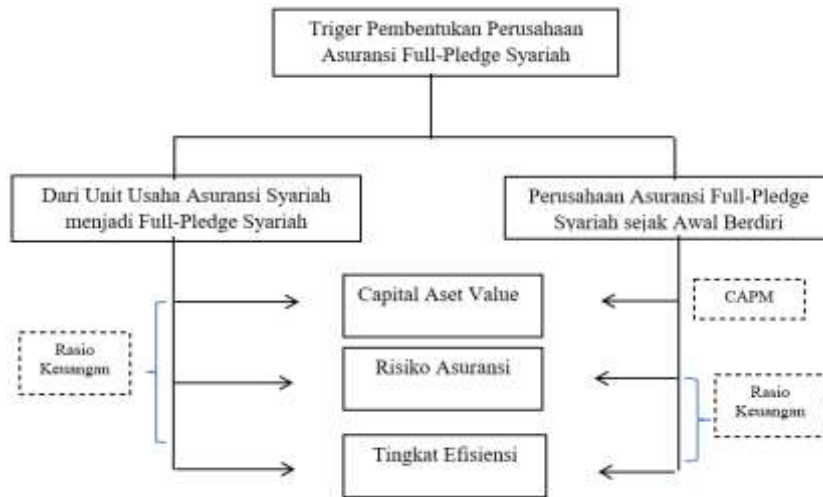 Triger Pembentukan Perusahaan
Asuransi Full-Pledge Syariah
Dari Unit Usaha Asuransi Syariah
menjadi Full-Pledge Syariah
Perusahaan Asuransi Full-Pledge
Syariah sejak Awal Berdiri
Capital Aset Value
CAPM
Rasio
Keuangan
Risiko Asuransi
Rasio
Keuangan
Tingkat Efisiensi